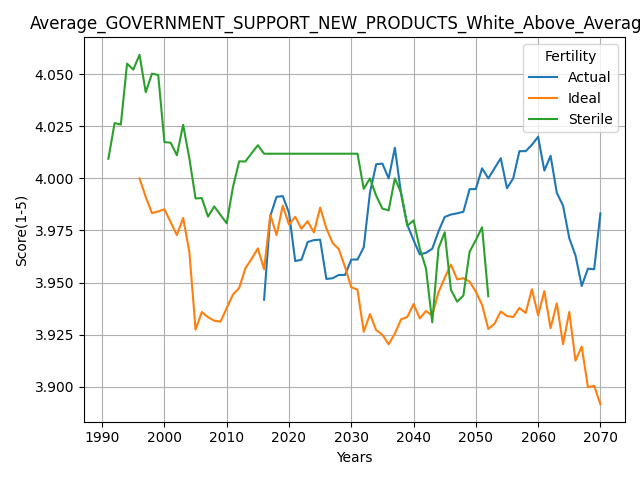 Average_GOVERNMENT_SUPPORT_NEW_PRODUCTS_White_Above_Averag
Fertility
Actual
Ideal
Sterile
Score(1-5)
4.050
4.025
4.000
3.975
3.950
3.925
3.900
1990 2000 2010 2020 2030 2040 2050 2060 2070
Years